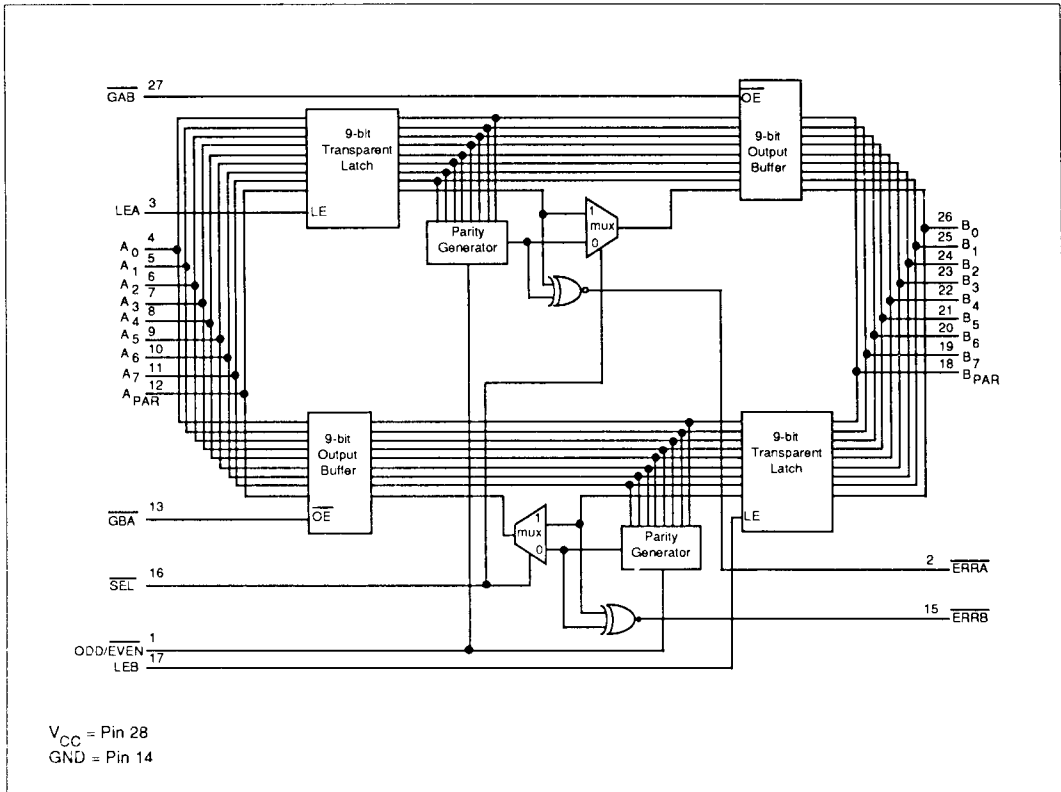 GAB 27
OE
9-bit
Transparent
Latch
LE
9-bit
Output
Buffer
LEA 3
A0 4
A1 5
A2 6
A3 7
A4 8
A5 9
A6 10
A7 11
APAR 12
Parity
Generator
1
mux
0
26 B0
25 B1
24 B2
23 B3
22 B4
21 B5
20 B6
19 B7
18 BPAR
9-bit
Output
Buffer
OE
9-bit
Transparent
Latch
LE
GBA 13
1
mux
0
Parity
Generator
SEL 16
2 ERRA
15 ERRB
ODD/EVEN 1
LEB 17
VCC = Pin 28
GND = Pin 14